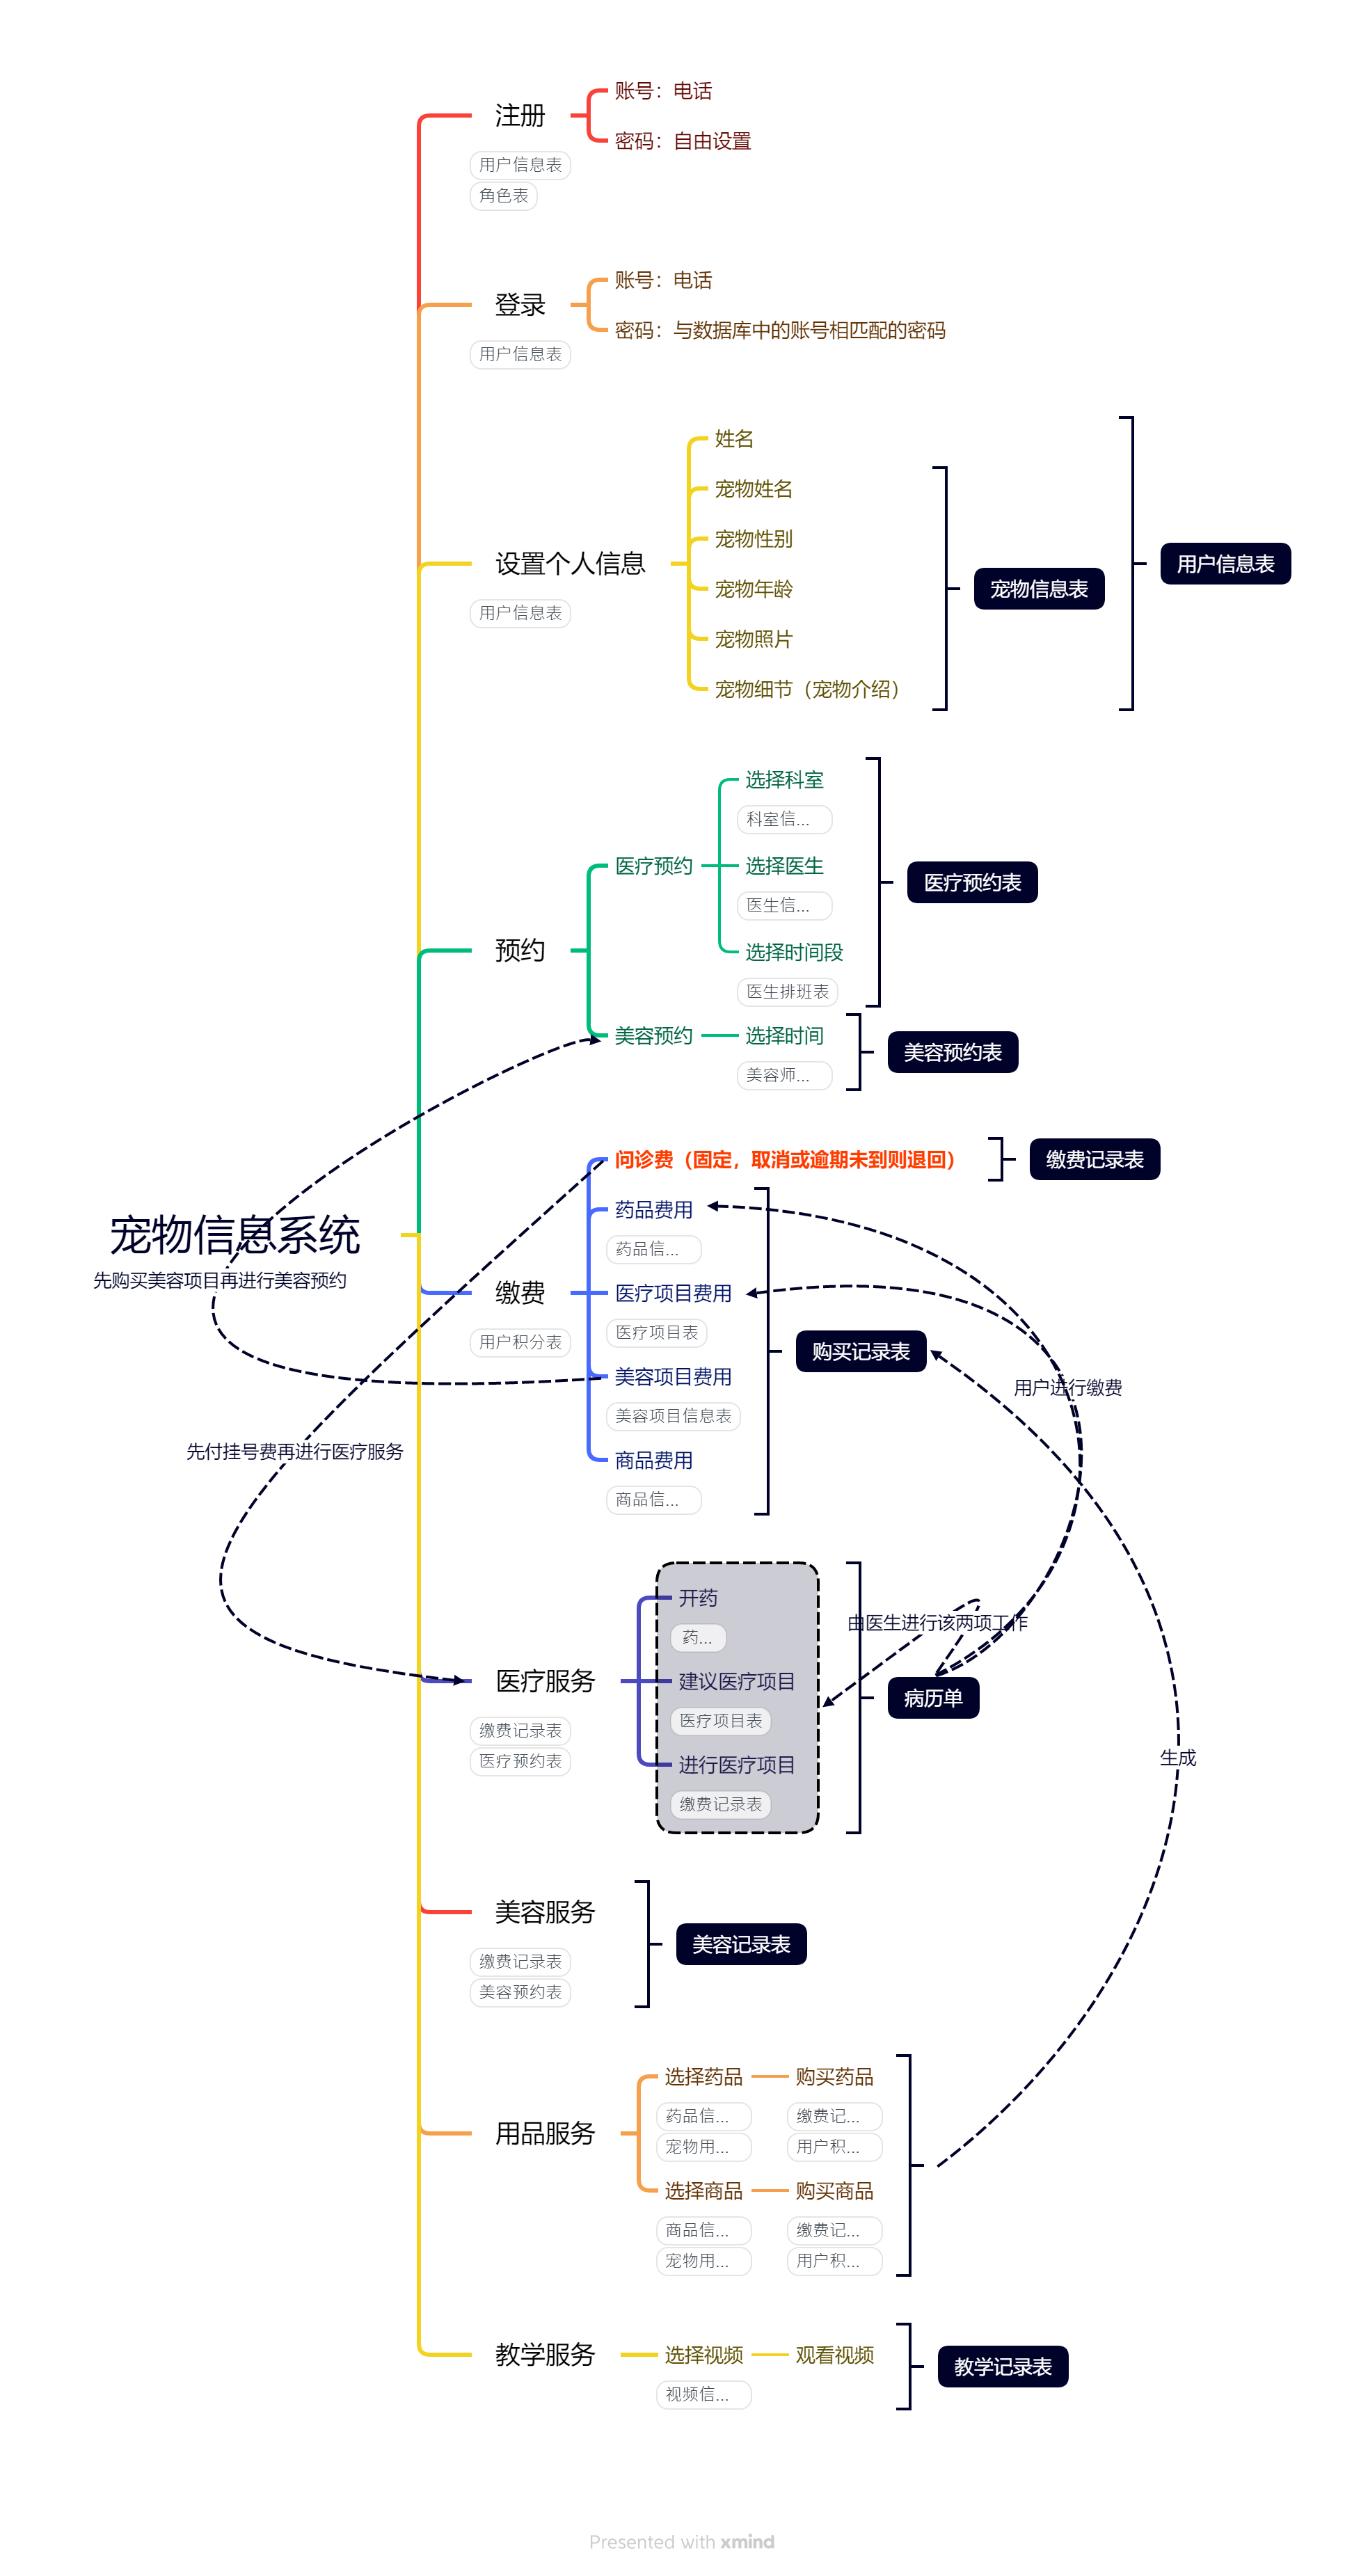 注册
账号：电话
密码：自由设置
用户信息表
角色表
登录
账号：电话
密码：与数据库中的账号相匹配的密码
用户信息表
设置个人信息
用户信息表
姓名
宠物姓名
宠物性别
宠物年龄
宠物照片
宠物细节（宠物介绍）
宠物信息表
用户信息表
预约
医疗预约
选择科室
科室信...
选择医生
医生信...
选择时间段
医生排班表
医疗预约表
美容预约
选择时间
美容师...
美容预约表
宠物信息系统
先购买美容项目再进行美容预约
缴费
用户积分表
问诊费（固定，取消或逾期未到则退回）
缴费记录表
药品费用
药品信...
医疗项目费用
医疗项目表
美容项目费用
美容项目信息表
商品费用
商品信...
购买记录表
用户进行缴费
先付挂号费再进行医疗服务
医疗服务
缴费记录表
医疗预约表
开药
药...
建议医疗项目
医疗项目表
进行医疗项目
缴费记录表
由医生进行该两项工作
病历单
生成
美容服务
缴费记录表
美容预约表
美容记录表
用品服务
选择药品
药品信...
宠物用...
购买药品
缴费记...
用户积...
选择商品
商品信...
宠物用...
购买商品
缴费记...
用户积...
教学服务
选择视频
视频信...
观看视频
教学记录表
Presented with xmind